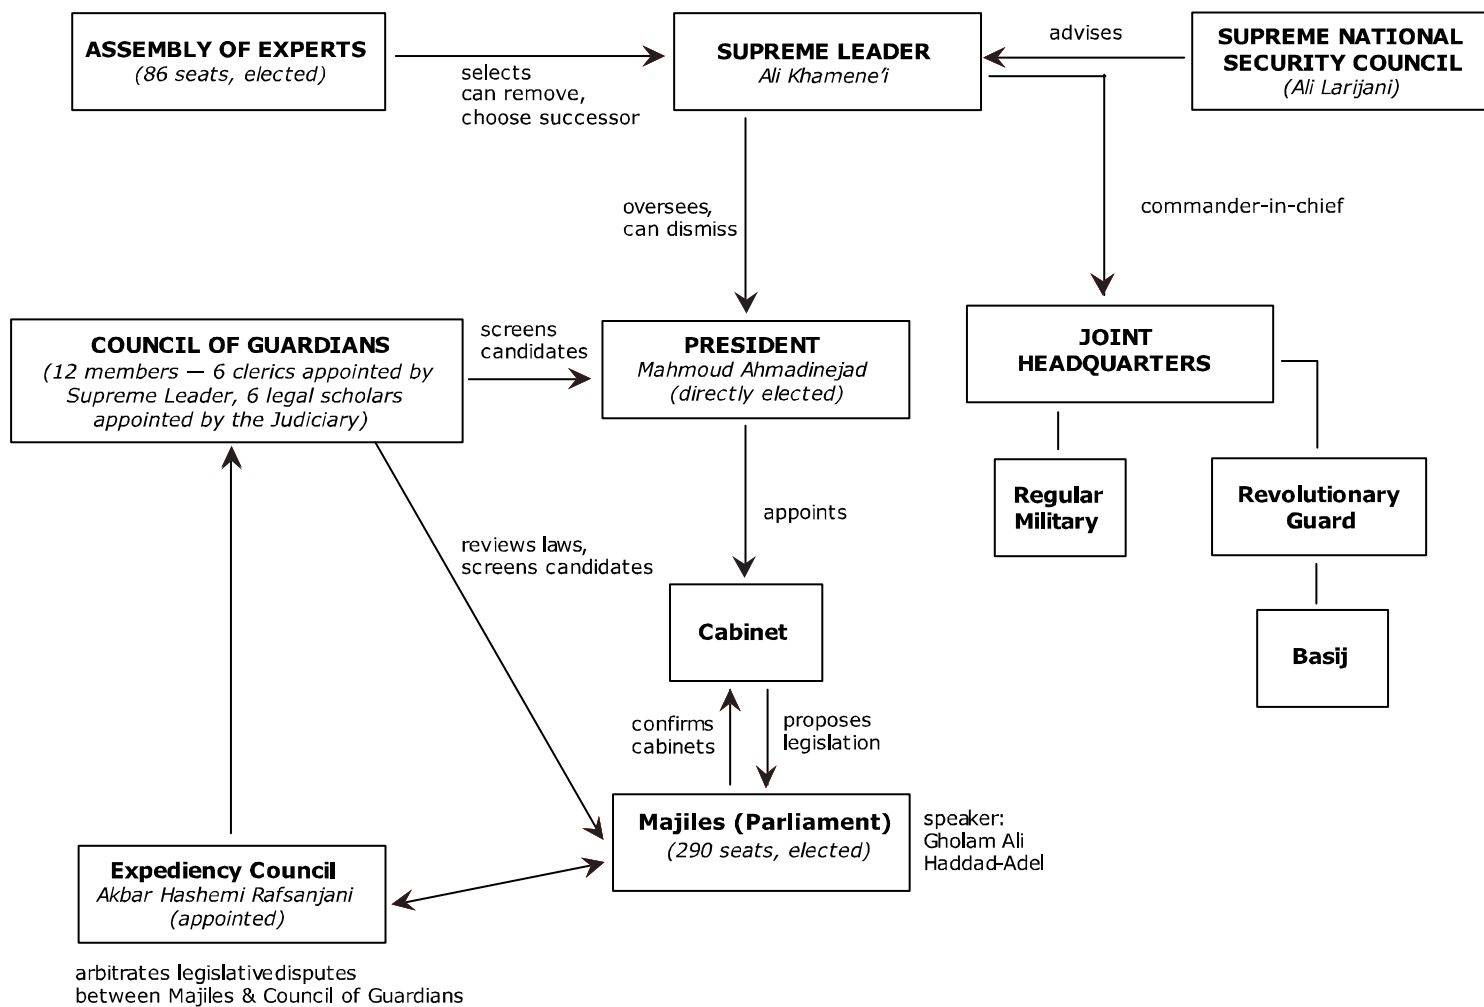 ASSEMBLY OF EXPERTS
(86 seats, elected)
selects
can remove,
choose successor
SUPREME LEADER
Ali Khamene'i
advises
SUPREME NATIONAL
SECURITY COUNCIL
(Ali Larijani)
oversees,
can dismiss
commander-in-chief
COUNCIL OF GUARDIANS
(12 members — 6 clerics appointed by
Supreme Leader, 6 legal scholars
appointed by the Judiciary)
screens
candidates
PRESIDENT
Mahmoud Ahmadinejad
(directly elected)
JOINT
HEADQUARTERS
Regular
Military
Revolutionary
Guard
Basij
appoints
reviews laws,
screens candidates
Cabinet
confirms
cabinets
proposes
legislation
Majiles (Parliament)
(290 seats, elected)
speaker:
Gholam Ali
Haddad-Adel
Expediency Council
Akbar Hashemi Rafsanjani
(appointed)
arbitrates legislativedisputes
between Majiles & Council of Guardians